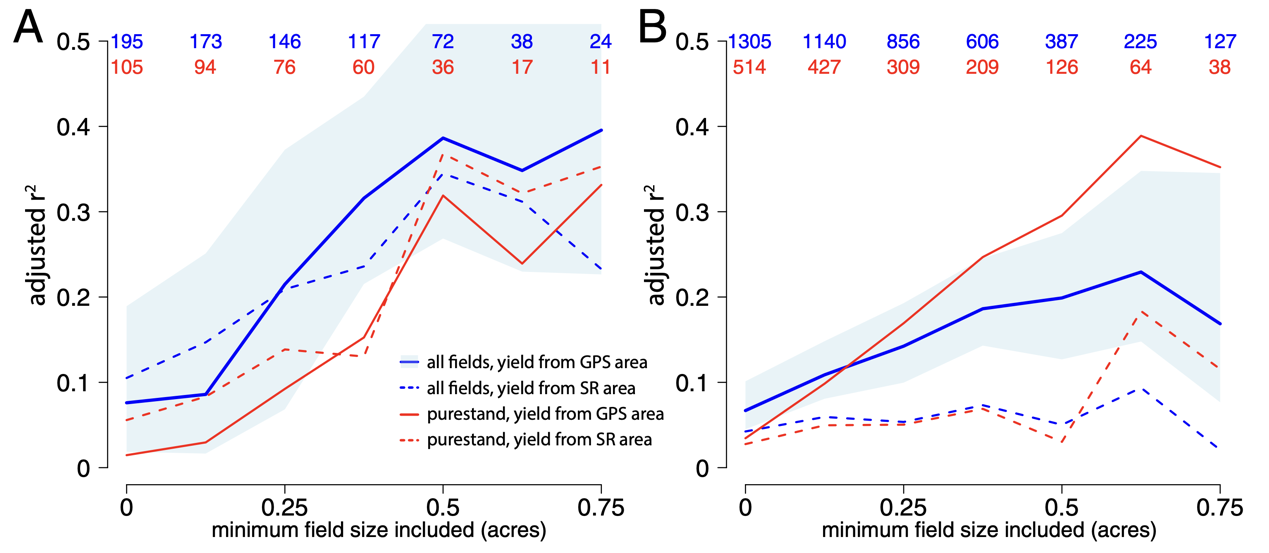 A
0.5
0.4
0.3
0.2
0.1
0
adjusted r²
195 173 146 117 72 38 24
105 94 76 60 36 17 11
all fields, yield from GPS area
all fields, yield from SR area
purestand, yield from GPS area
purestand, yield from SR area
0 0.25 0.5 0.75
minimum field size included (acres)
B
0.5
0.4
0.3
0.2
0.1
0
adjusted r²
1305 1140 856 606 387 225 127
514 427 309 209 126 64 38
0 0.25 0.5 0.75
minimum field size included (acres)